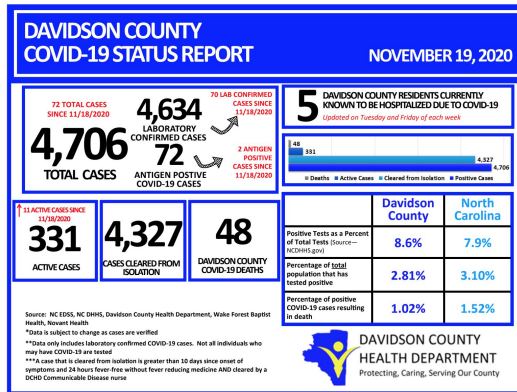 DAVIDSON COUNTY
COVID-19 STATUS REPORT
NOVEMBER 19, 2020
72 TOTAL CASES
SINCE 11/18/2020
4,706
TOTAL CASES
4,634
LABORATORY
CONFIRMED CASES
72
ANTIGEN POSTIVE
COVID-19 CASES
70 LAB CONFIRMED
CASES SINCE
11/18/2020
2 ANTIGEN
POSITIVE
CASES SINCE
11/18/2020
5
DAVIDSON COUNTY RESIDENTS CURRENTLY
KNOWN TO BE HOSPITALIZED DUE TO COVID-19
Updated on Tuesday and Friday of each week
48
331
4,327
4,706
Deaths Active Cases Cleared from Isolation Positive Cases
11 ACTIVE CASES SINCE
11/18/2020
331
ACTIVE CASES
4,327
CASES CLEARED FROM
ISOLATION
48
DAVIDSON COUNTY
COVID-19 DEATHS
Davidson
County
North
Carolina
Positive Tests as a Percent
of Total Tests (Source—
NCDHHS.gov)
8.6%
7.9%
Percentage of total
population that has
tested positive
2.81%
3.10%
Percentage of positive
COVID-19 cases resulting
in death
1.02%
1.52%
Source: NC EDSS, NC DHHS, Davidson County Health Department, Wake Forest Baptist
Health, Novant Health
*Data is subject to change as cases are verified
**Data only includes laboratory confirmed COVID-19 cases. Not all individuals who
may have COVID-19 are tested
***A case that is cleared from isolation is greater than 10 days since onset of
symptoms and 24 hours fever-free without fever reducing medicine AND cleared by a
DCHD Communicable Disease nurse
DAVIDSON COUNTY
HEALTH DEPARTMENT
Protecting, Caring, Serving Our County